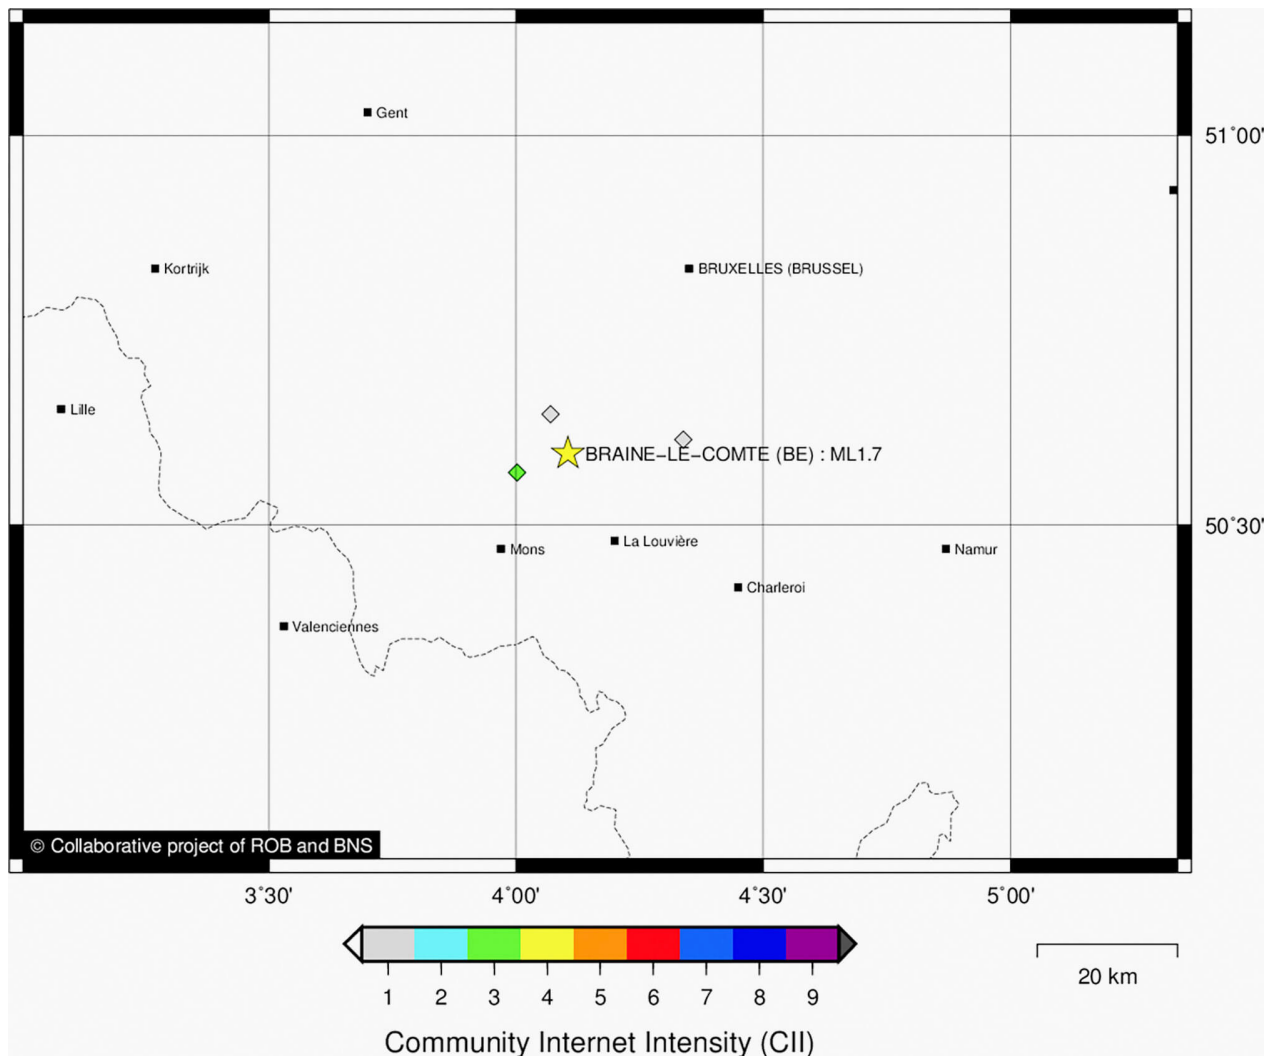 Gent
51°00'
Kortrijk
BRUXELLES (BRUSSEL)
Lille
BRAINE–LE–COMTE (BE) : ML1.7
50°30'
Mons
La Louvière
Namur
Charleroi
Valenciennes
© Collaborative project of ROB and BNS
3°30'
4°00'
4°30'
5°00'
1 2 3 4 5 6 7 8 9
20 km
Community Internet Intensity (CII)